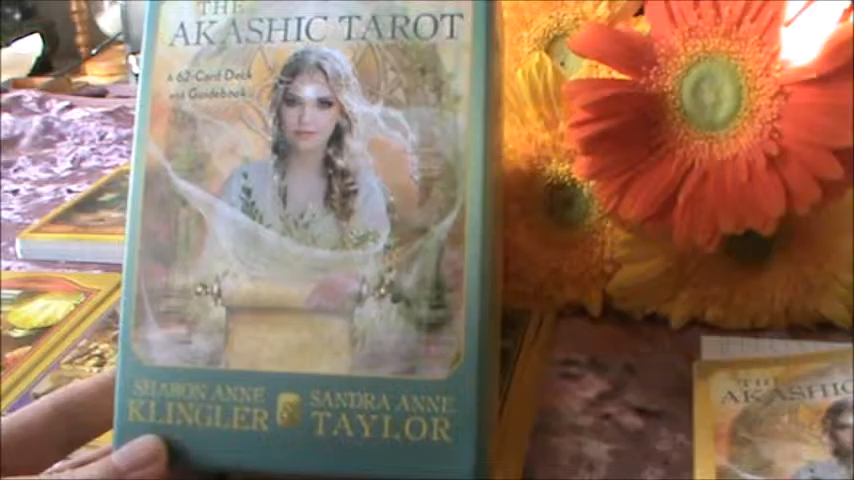 THE
AKASHIC TAROT
A 62-Card Deck
and Guidebook
SHARON ANNE
KLINGLER
SANDRA ANNE
TAYLOR
THE
AKASHIC